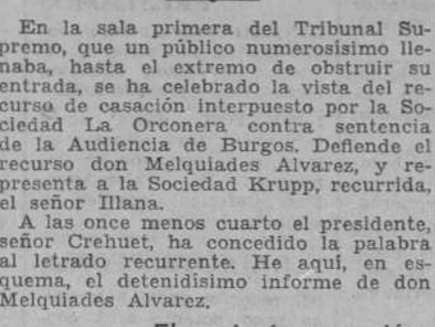 En la sala primera del Tribunal Su-
premo, que un público numerosísimo lle-
naba, hasta el extremo de obstruir su
entrada, se ha celebrado la vista del re-
curso de casación interpuesto por la So-
ciedad La Orconera contra sentencia
de la Audiencia de Burgos. Defiende el
recurso don Melquiades Alvarez, y re-
presenta a la Sociedad Krupp, recurrida,
el señor Illana.
A las once menos cuarto el presidente,
señor Crehuet, ha concedido la palabra
al letrado recurrente. He aquí, en es-
quema, el detenidísimo informe de don
Melquiades Alvarez.